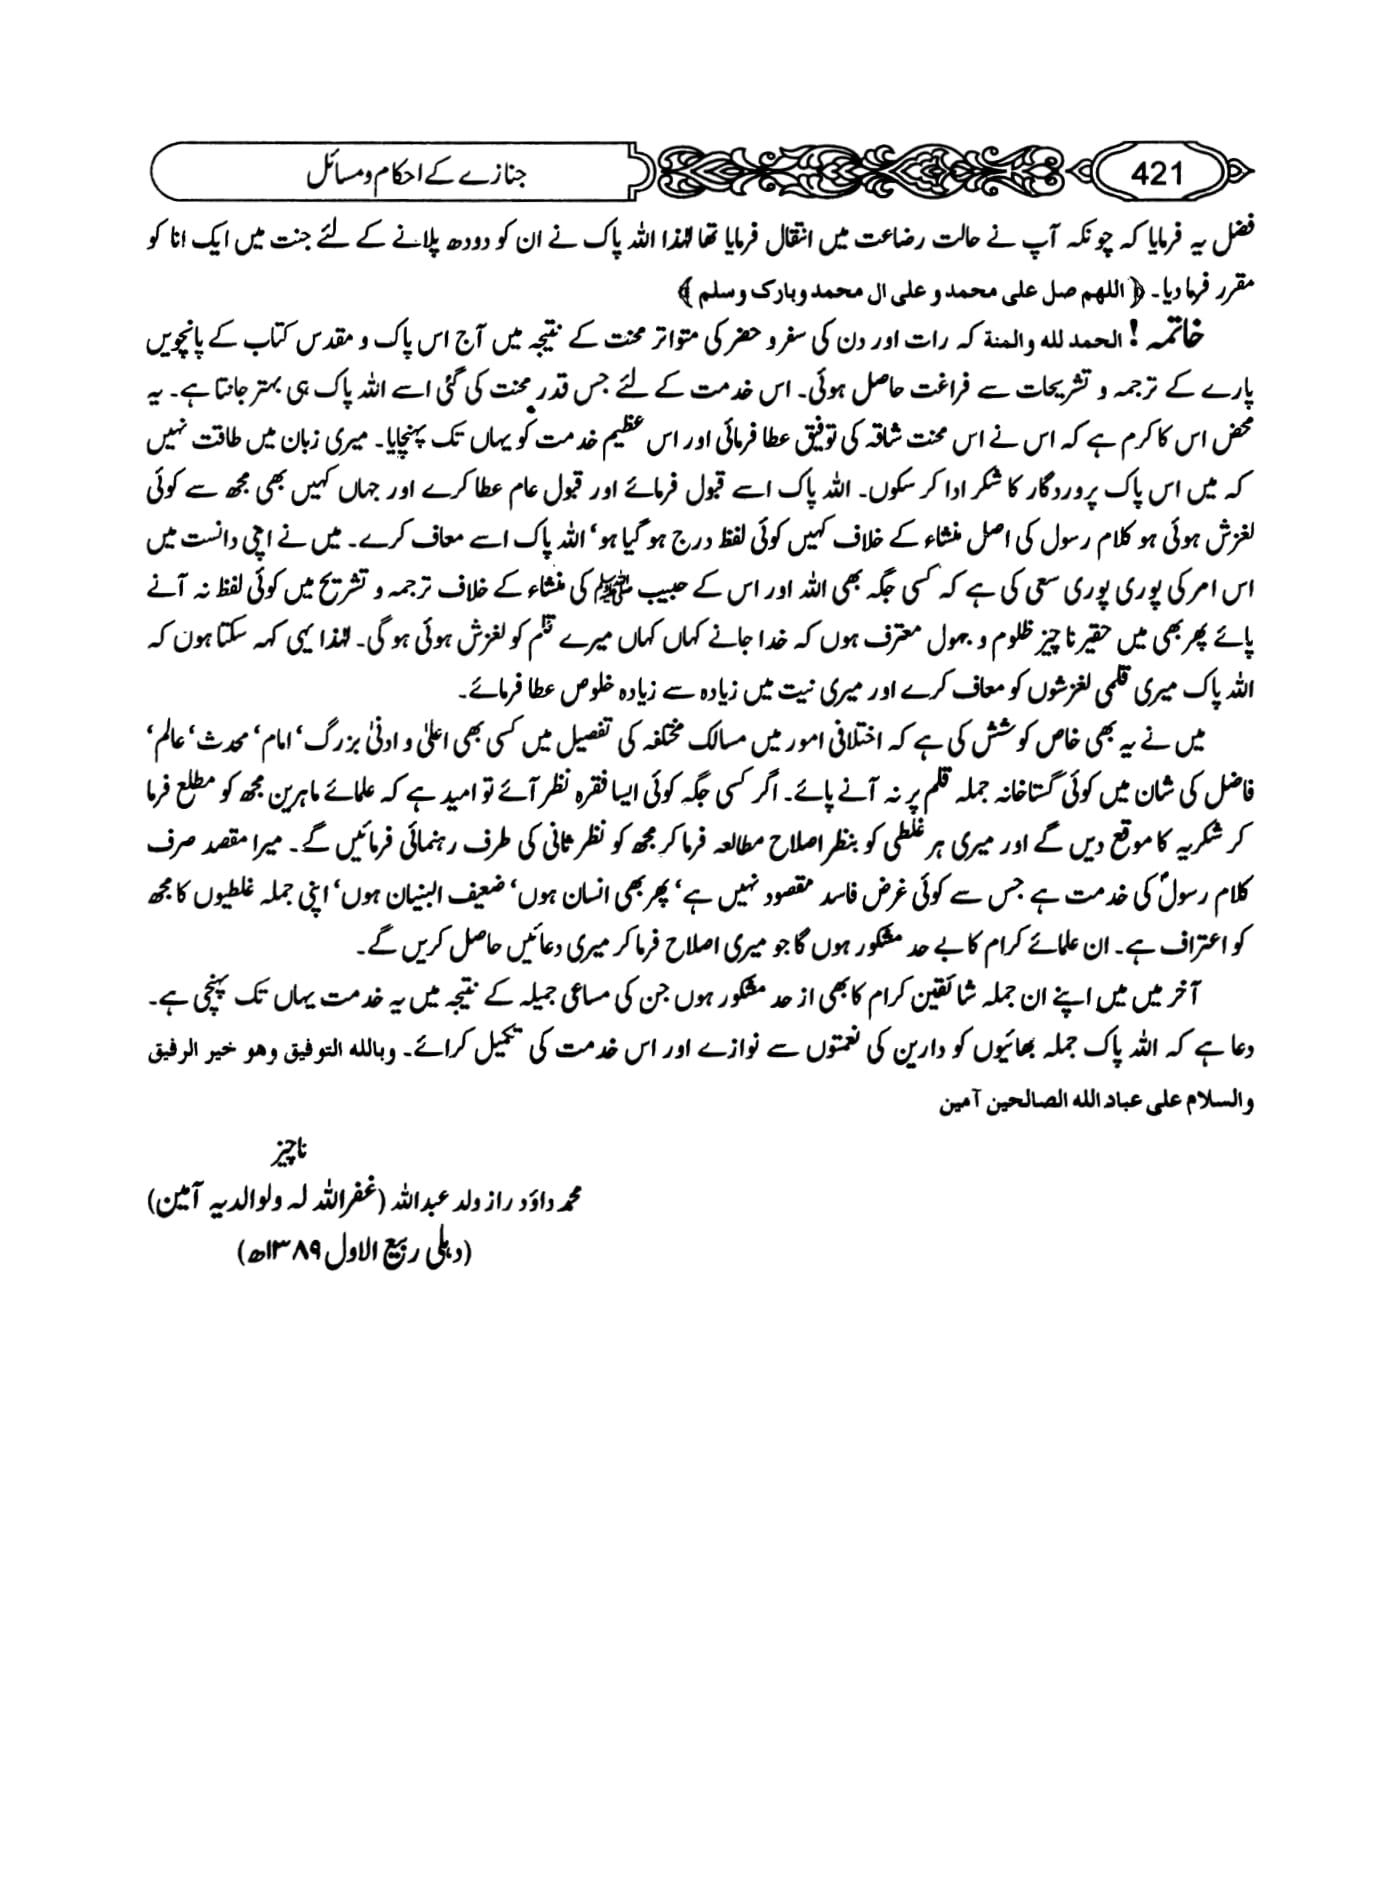 421
جنازے کے احکام و مسائل
فضل یہ فرمایا کہ چونکہ آپ نے حالت رضاعت میں انتقال فرمایا تھا لہٰذا اللہ پاک نے ان کو دودھ پلانے کے لئے جنت میں ایک انا کو
مقرر فرما دیا۔ ﴿اللهم صل على محمد و على ال محمد وبارك وسلم﴾
خاتمہ! الحمد لله والمنة کہ رات اور دن کی سفر و حضر کی متواتر محنت کے نتیجہ میں آج اس پاک و مقدس کتاب کے پانچویں
پارے کے ترجمہ و تشریحات سے فراغت حاصل ہوئی۔ اس خدمت کے لئے جس قدر محنت کی گئی اسے اللہ پاک ہی بہتر جانتا ہے۔ یہ
محض اس کا کرم ہے کہ اس نے اس محنت شاقہ کی توفیق عطا فرمائی اور اس عظیم خدمت کو یہاں تک پہنچایا۔ میری زبان میں طاقت نہیں
کہ میں اس پاک پروردگار کا شکر ادا کر سکوں۔ اللہ پاک اسے قبول فرمائے اور قبول عام عطا کرے اور جہاں کہیں بھی مجھ سے کوئی
لغزش ہوئی ہو کلام رسول کی اصل منشاء کے خلاف کہیں کوئی لفظ درج ہو گیا ہو' اللہ پاک اسے معاف کرے۔ میں نے اپنی دانست میں
اس امر کی پوری پوری سعی کی ہے کہ کسی جگہ بھی اللہ اور اس کے حبیب ﷺ کی منشاء کے خلاف ترجمہ و تشریح میں کوئی لفظ نہ آنے
پائے پھر بھی میں حقیر ناچیز ظلوم و جہول معترف ہوں کہ خدا جانے کہاں کہاں میرے قلم کو لغزش ہوئی ہو گی۔ لہٰذا یہی کہہ سکتا ہوں کہ
اللہ پاک میری قلمی لغزشوں کو معاف کرے اور میری نیت میں زیادہ سے زیادہ خلوص عطا فرمائے۔
میں نے یہ بھی خاص کوشش کی ہے کہ اختلافی امور میں مسالک مختلفہ کی تفصیل میں کسی بھی اعلیٰ و ادنیٰ بزرگ' امام' محدث' عالم'
فاضل کی شان میں کوئی گستاخانہ جملہ قلم پر نہ آنے پائے۔ اگر کسی جگہ کوئی ایسا فقرہ نظر آئے تو امید ہے کہ علمائے ماہرین مجھ کو مطلع فرما
کر شکریہ کا موقع دیں گے اور میری ہر غلطی کو بنظر اصلاح مطالعہ فرما کر مجھ کو نظر ثانی کی طرف رہنمائی فرمائیں گے۔ میرا مقصد صرف
کلام رسولؐ کی خدمت ہے جس سے کوئی غرض فاسد مقصود نہیں ہے' پھر بھی انسان ہوں' ضعیف البنیان ہوں' اپنی جملہ غلطیوں کا مجھ
کو اعتراف ہے۔ ان علمائے کرام کا بے حد مشکور ہوں گا جو میری اصلاح فرما کر میری دعائیں حاصل کریں گے۔
آخر میں میں اپنے ان جملہ شائقین کرام کا بھی از حد مشکور ہوں جن کی مساعی جمیلہ کے نتیجہ میں یہ خدمت یہاں تک پہنچی ہے۔
دعا ہے کہ اللہ پاک جملہ بھائیوں کو دارین کی نعمتوں سے نوازے اور اس خدمت کی تکمیل کرائے۔ وبالله التوفيق وهو خير الرفيق
والسلام على عباد الله الصالحين آمين
ناچیز
محمد داؤد راز ولد عبداللہ (غفر اللہ لہ ولوالدیہ آمین)
(دہلی ربیع الاول ۱۳۸۹ھ)